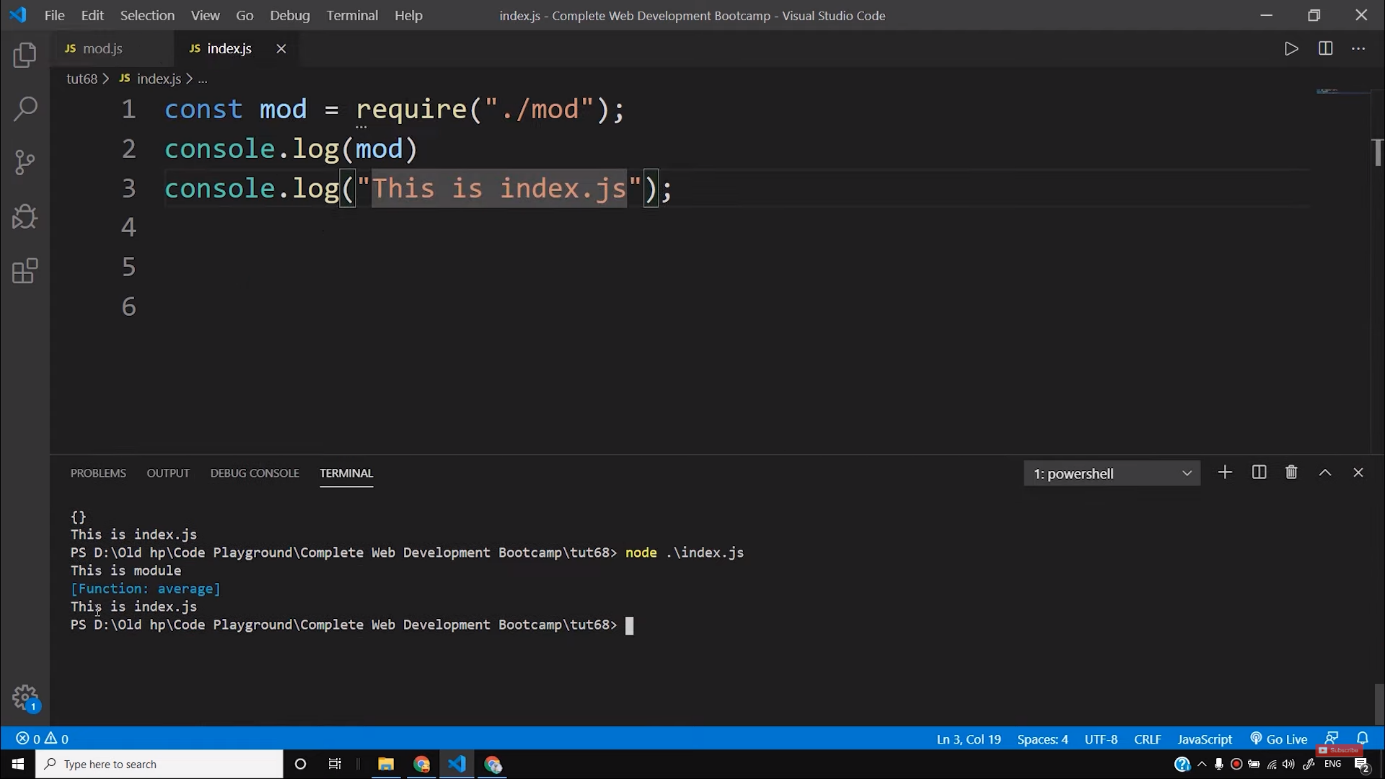 File Edit Selection View Go Debug Terminal Help index.js - Complete Web Development Bootcamp - Visual Studio Code
JS mod.js JS index.js
tut68 > JS index.js > ...
1 const mod = require("./mod");
2 console.log(mod)
3 console.log("This is index.js");
4
5
6
PROBLEMS OUTPUT DEBUG CONSOLE TERMINAL 1: powershell
{}
This is index.js
PS D:\Old hp\Code Playground\Complete Web Development Bootcamp\tut68> node .\index.js
This is module
[Function: average]
This is index.js
PS D:\Old hp\Code Playground\Complete Web Development Bootcamp\tut68>
1
0 0 Ln 3, Col 19 Spaces: 4 UTF-8 CRLF JavaScript Go Live
Subscribe
Type here to search ENG 2